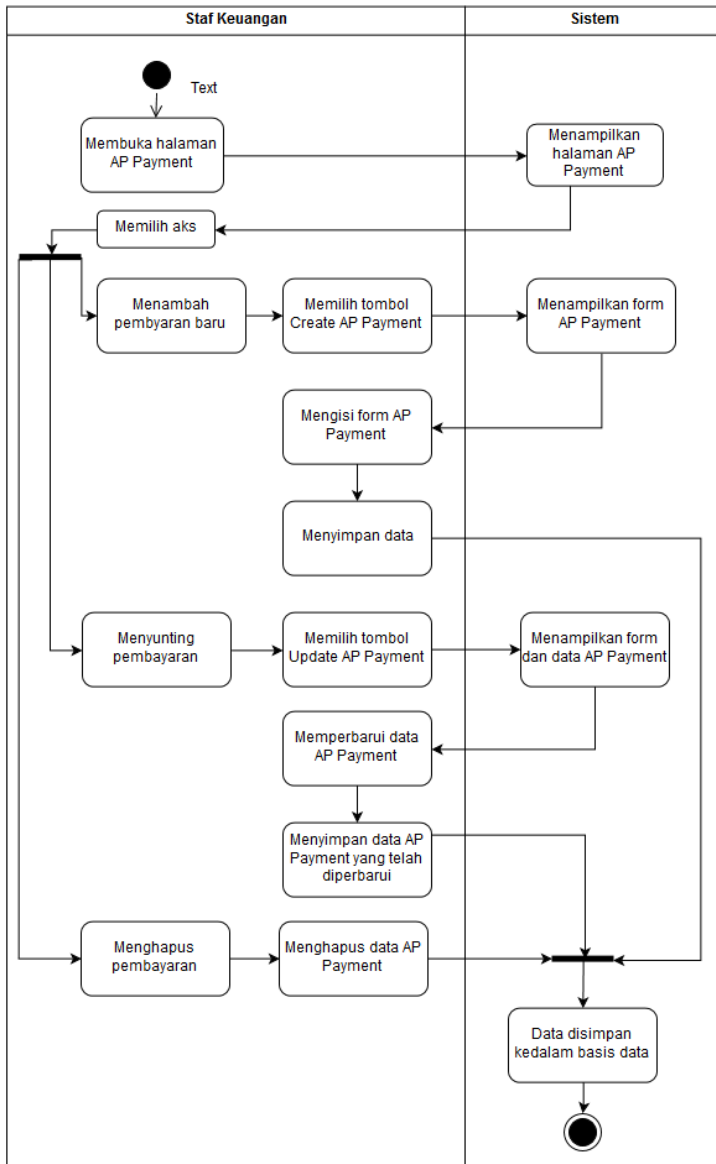 Staf Keuangan
Sistem
Text
Membuka halaman
AP Payment
Menampilkan
halaman AP
Payment
Memilih aks
Menambah
pembyaran baru
Memilih tombol
Create AP Payment
Menampilkan form
AP Payment
Mengisi form AP
Payment
Menyimpan data
Menyunting
pembayaran
Memilih tombol
Update AP Payment
Menampilkan form
dan data AP Payment
Memperbarui data
AP Payment
Menyimpan data AP
Payment yang telah
diperbarui
Menghapus
pembayaran
Menghapus data AP
Payment
Data disimpan
kedalam basis data